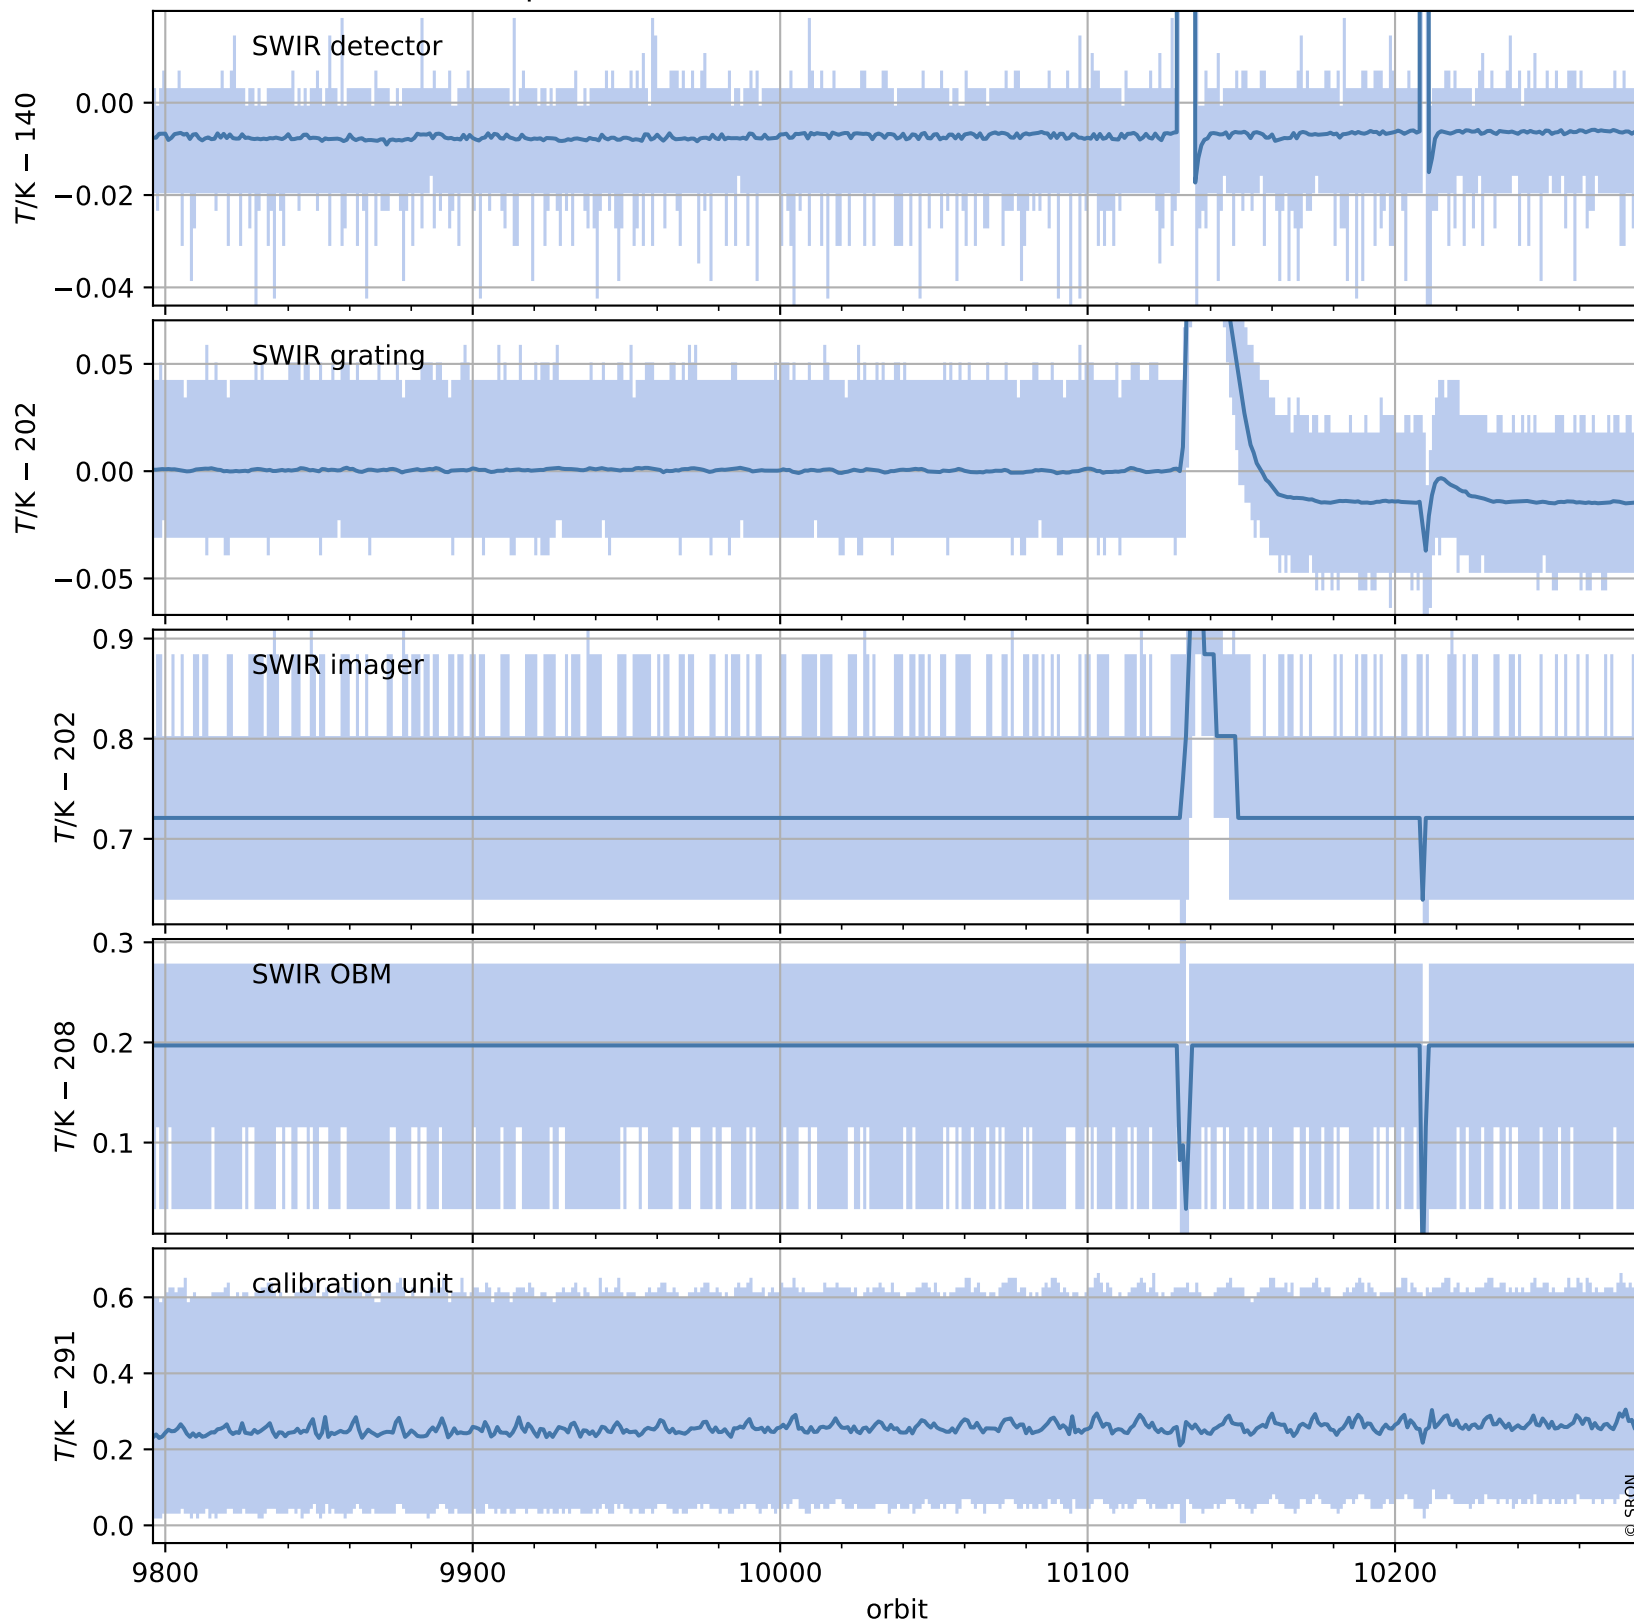 SWIR detector
T/K − 140
0.00
−0.02
−0.04
SWIR grating
T/K − 202
0.05
0.00
−0.05
SWIR imager
T/K − 202
0.9
0.8
0.7
SWIR OBM
T/K − 208
0.3
0.2
0.1
calibration unit
T/K − 291
0.6
0.4
0.2
0.0
© SRON
9800 9900 10000 10100 10200
orbit